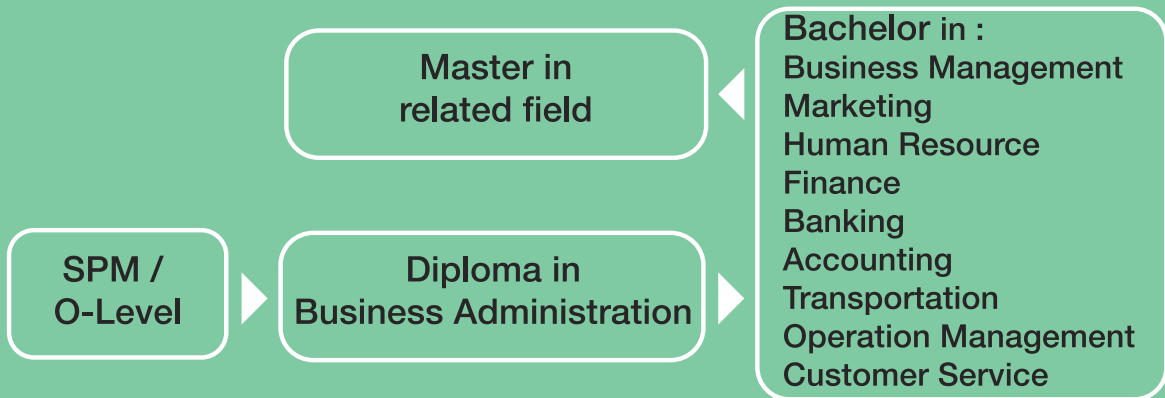 SPM /
O-Level
Diploma in
Business Administration
Bachelor in :
Business Management
Marketing
Human Resource
Finance
Banking
Accounting
Transportation
Operation Management
Customer Service
Master in
related field